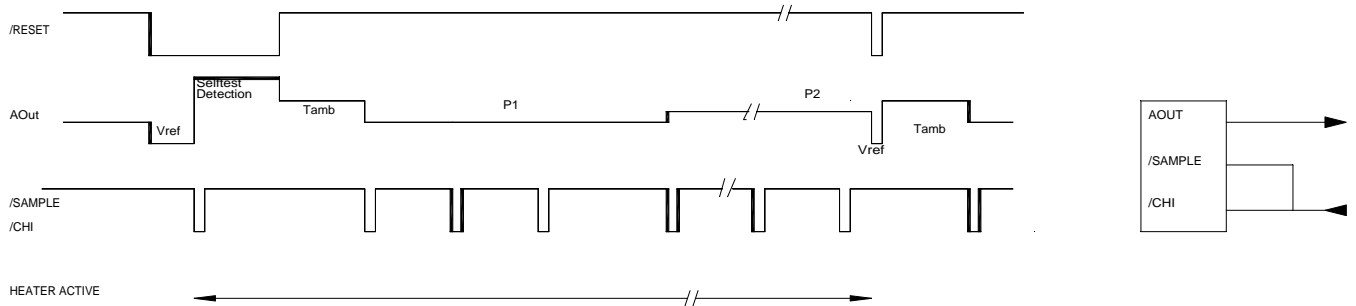 /RESET
Selftest
Detection
Tamb
P1
P2
AOut
Vref
Vref
Tamb
/SAMPLE
/CHI
HEATER ACTIVE
AOUT
/SAMPLE
/CHI